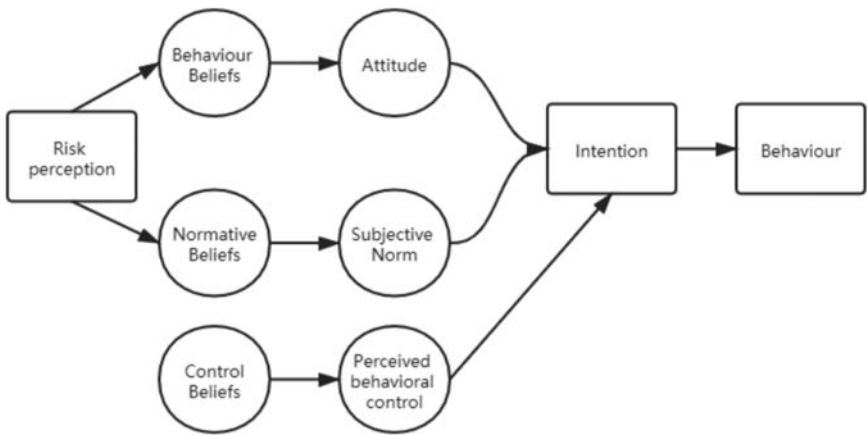 Behaviour
Beliefs
Attitude
Risk
perception
Intention
Behaviour
Normative
Beliefs
Subjective
Norm
Control
Beliefs
Perceived
behavioral
control